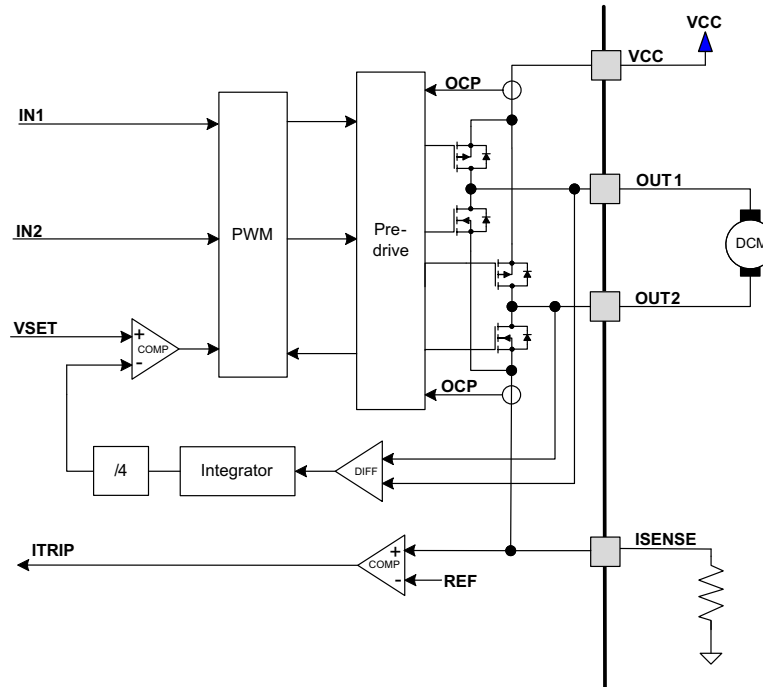 VCC
VCC
OCP
IN1
OUT1
IN2
PWM
Pre-
drive
DCM
OUT2
VSET
+
COMP
-
OCP
/4
Integrator
DIFF
ITRIP
+
COMP
-
REF
ISENSE